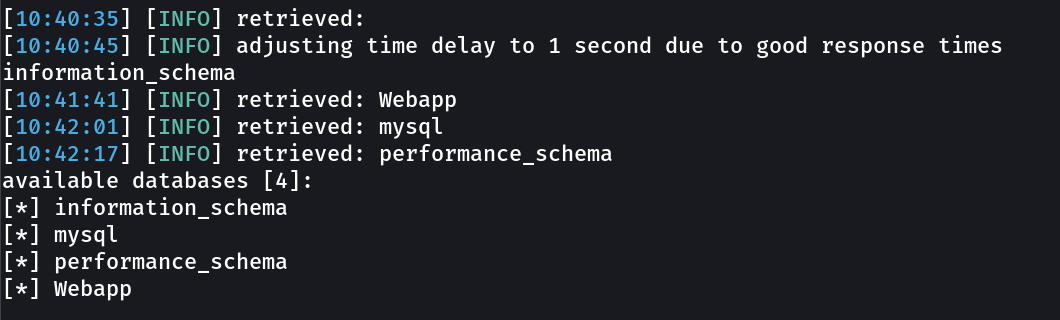 [10:40:35] [INFO] retrieved:
[10:40:45] [INFO] adjusting time delay to 1 second due to good response times
information_schema
[10:41:41] [INFO] retrieved: Webapp
[10:42:01] [INFO] retrieved: mysql
[10:42:17] [INFO] retrieved: performance_schema
available databases [4]:
[*] information_schema
[*] mysql
[*] performance_schema
[*] Webapp